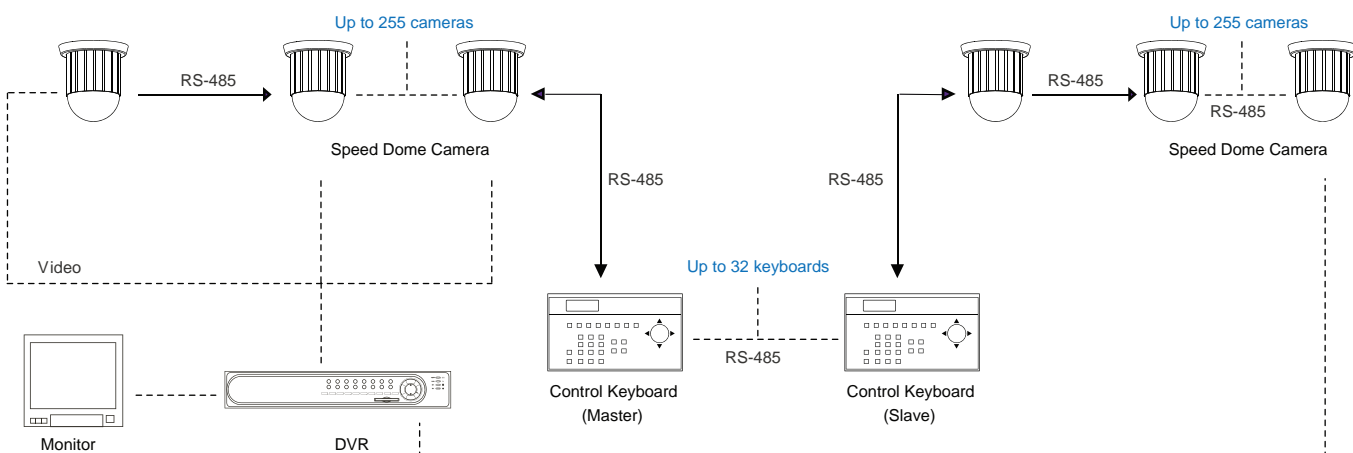 Up to 255 cameras
Up to 255 cameras
RS-485
RS-485
RS-485
Speed Dome Camera
Speed Dome Camera
RS-485
RS-485
Video
Up to 32 keyboards
RS-485
Control Keyboard
(Master)
Control Keyboard
(Slave)
Monitor
DVR